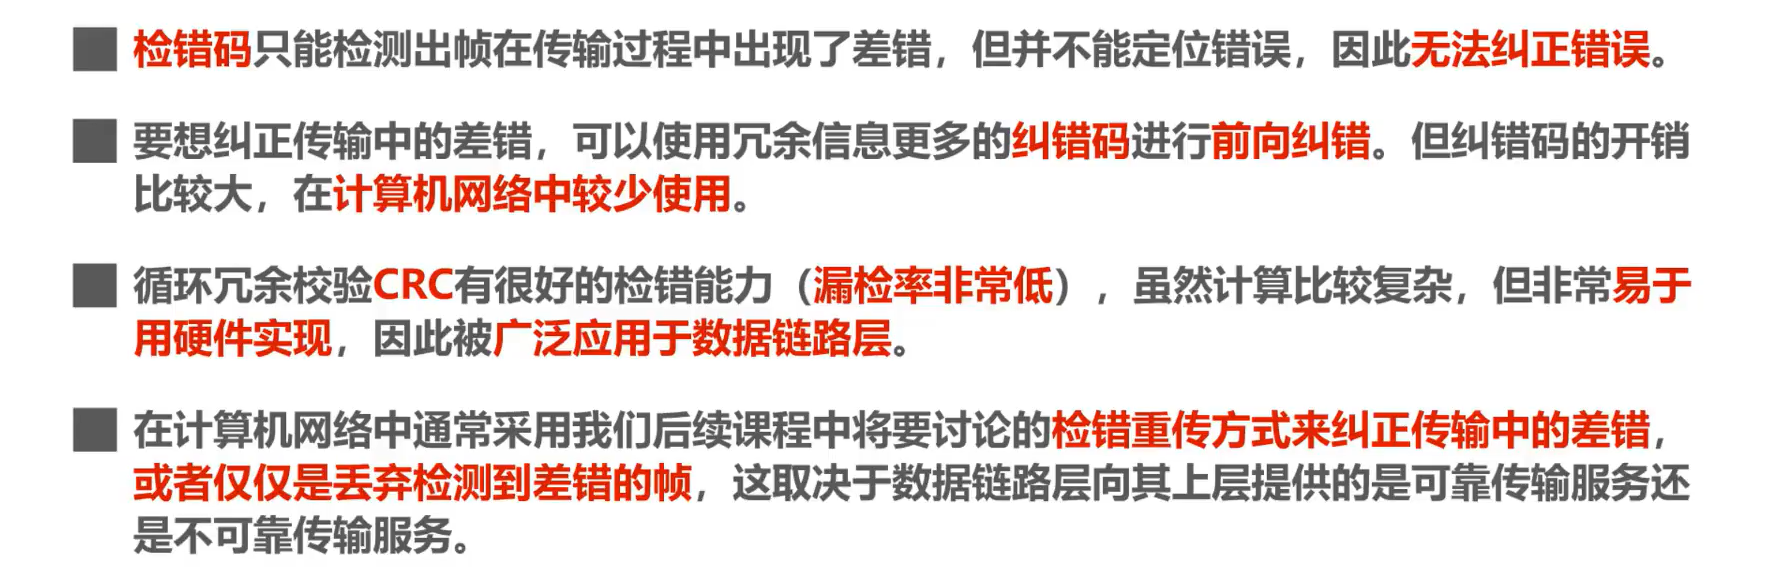 检错码只能检测出帧在传输过程中出现了差错，但并不能定位错误，因此无法纠正错误。
要想纠正传输中的差错，可以使用冗余信息更多的纠错码进行前向纠错。但纠错码的开销
比较大，在计算机网络中较少使用。
循环冗余校验CRC有很好的检错能力（漏检率非常低），虽然计算比较复杂，但非常易于
用硬件实现，因此被广泛应用于数据链路层。
在计算机网络中通常采用我们后续课程中将要讨论的检错重传方式来纠正传输中的差错，
或者仅仅是丢弃检测到差错的帧，这取决于数据链路层向其上层提供的是可靠传输服务还
是不可靠传输服务。